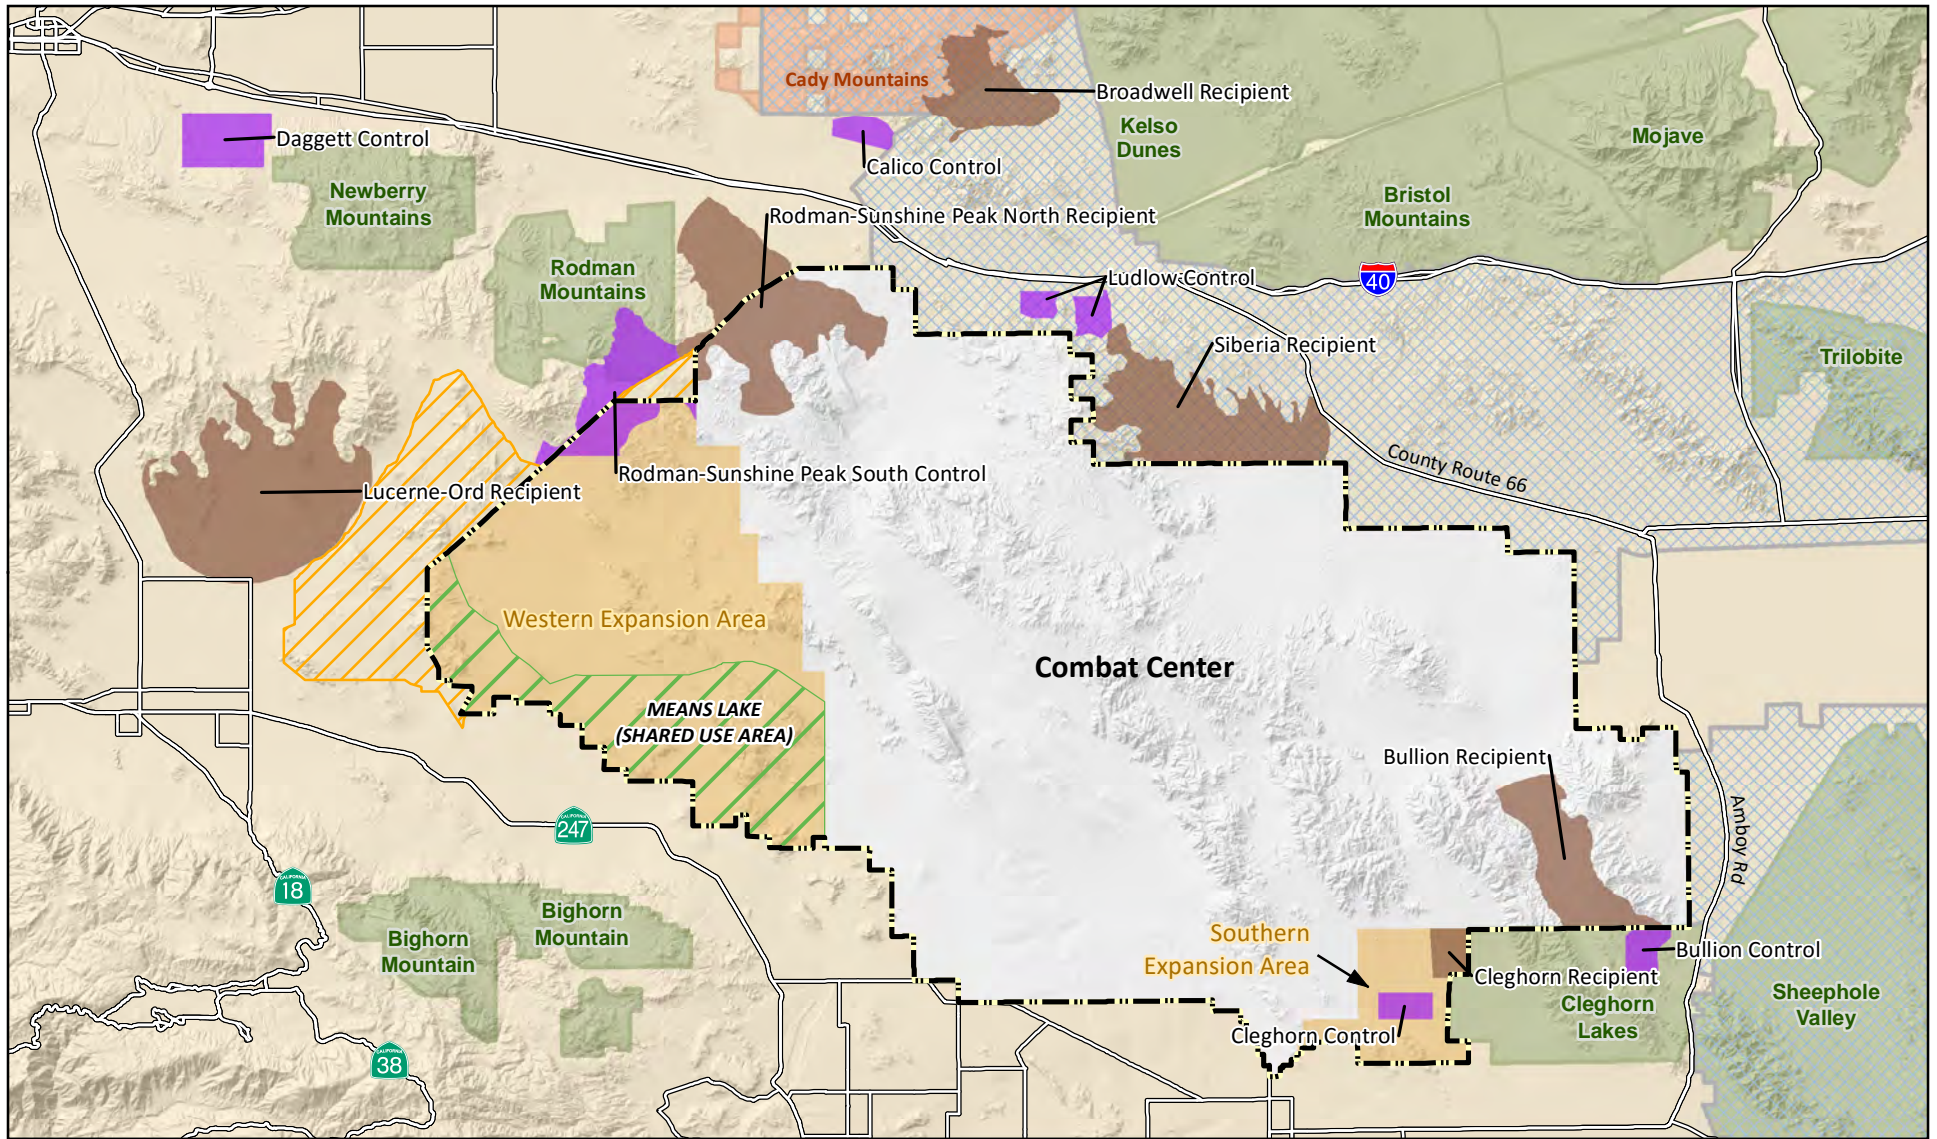 Cady Mountains
Broadwell Recipient
Kelso
Dunes
Mojave
Daggett Control
Calico Control
Newberry
Mountains
Bristol
Mountains
Rodman-Sunshine Peak North Recipient
Rodman
Mountains
Ludlow Control
40
Siberia Recipient
Trilobite
County Route 66
Rodman-Sunshine Peak South Control
Lucerne-Ord Recipient
Western Expansion Area
Combat Center
MEANS LAKE
(SHARED USE AREA)
Bullion Recipient
CALIFORNIA
247
Amboy Rd
CALIFORNIA
18
Bighorn
Mountain
Bighorn
Mountain
Southern
Expansion Area
Bullion Control
Cleghorn Recipient
Cleghorn
Lakes
Sheephole
Valley
Cleghorn Control
CALIFORNIA
38